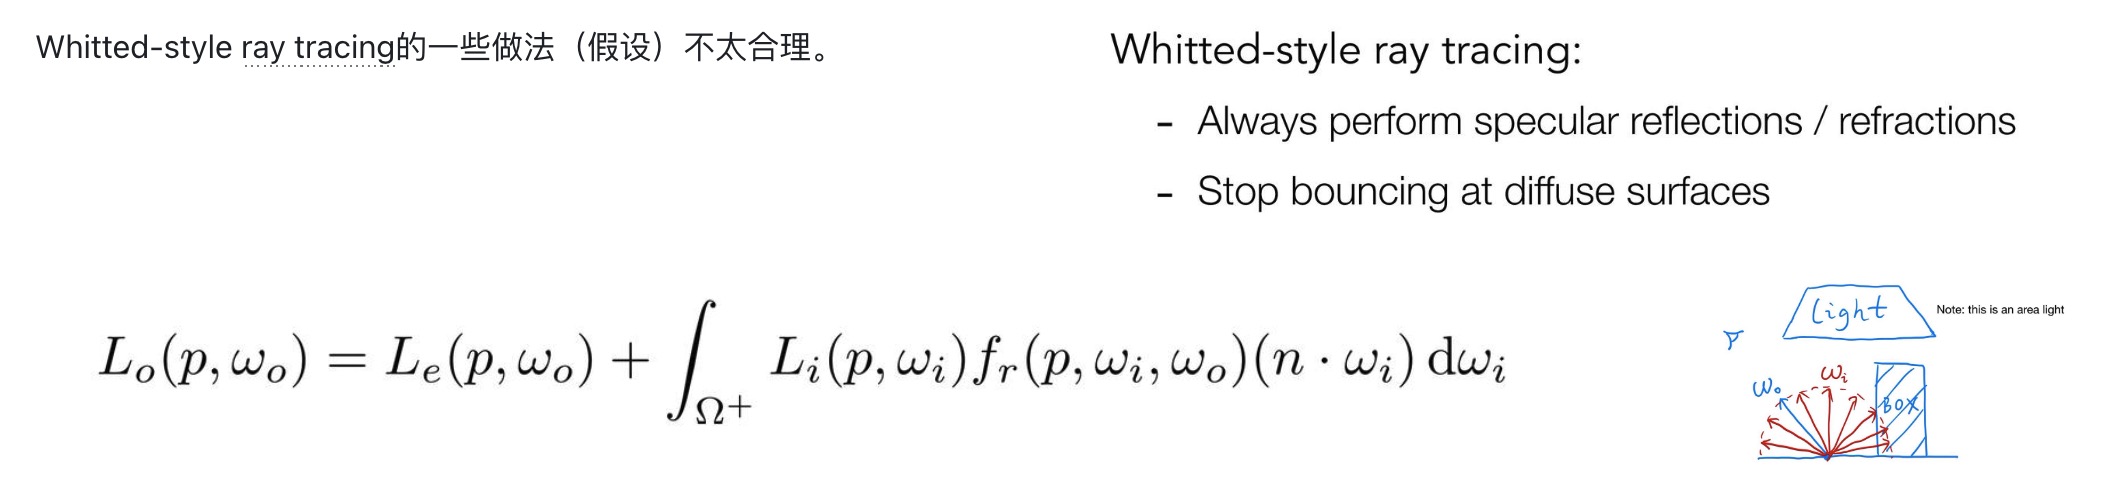 Whitted-style ray tracing的一些做法（假设）不太合理。
Whitted-style ray tracing:
- Always perform specular reflections / refractions
- Stop bouncing at diffuse surfaces
L_o(p, ω_o) = L_e(p, ω_o) + ∫_{Ω+} L_i(p, ω_i) f_r(p, ω_i, ω_o)(n · ω_i) dω_i
Light
Note: this is an area light
ω_o
ω_i
BOX